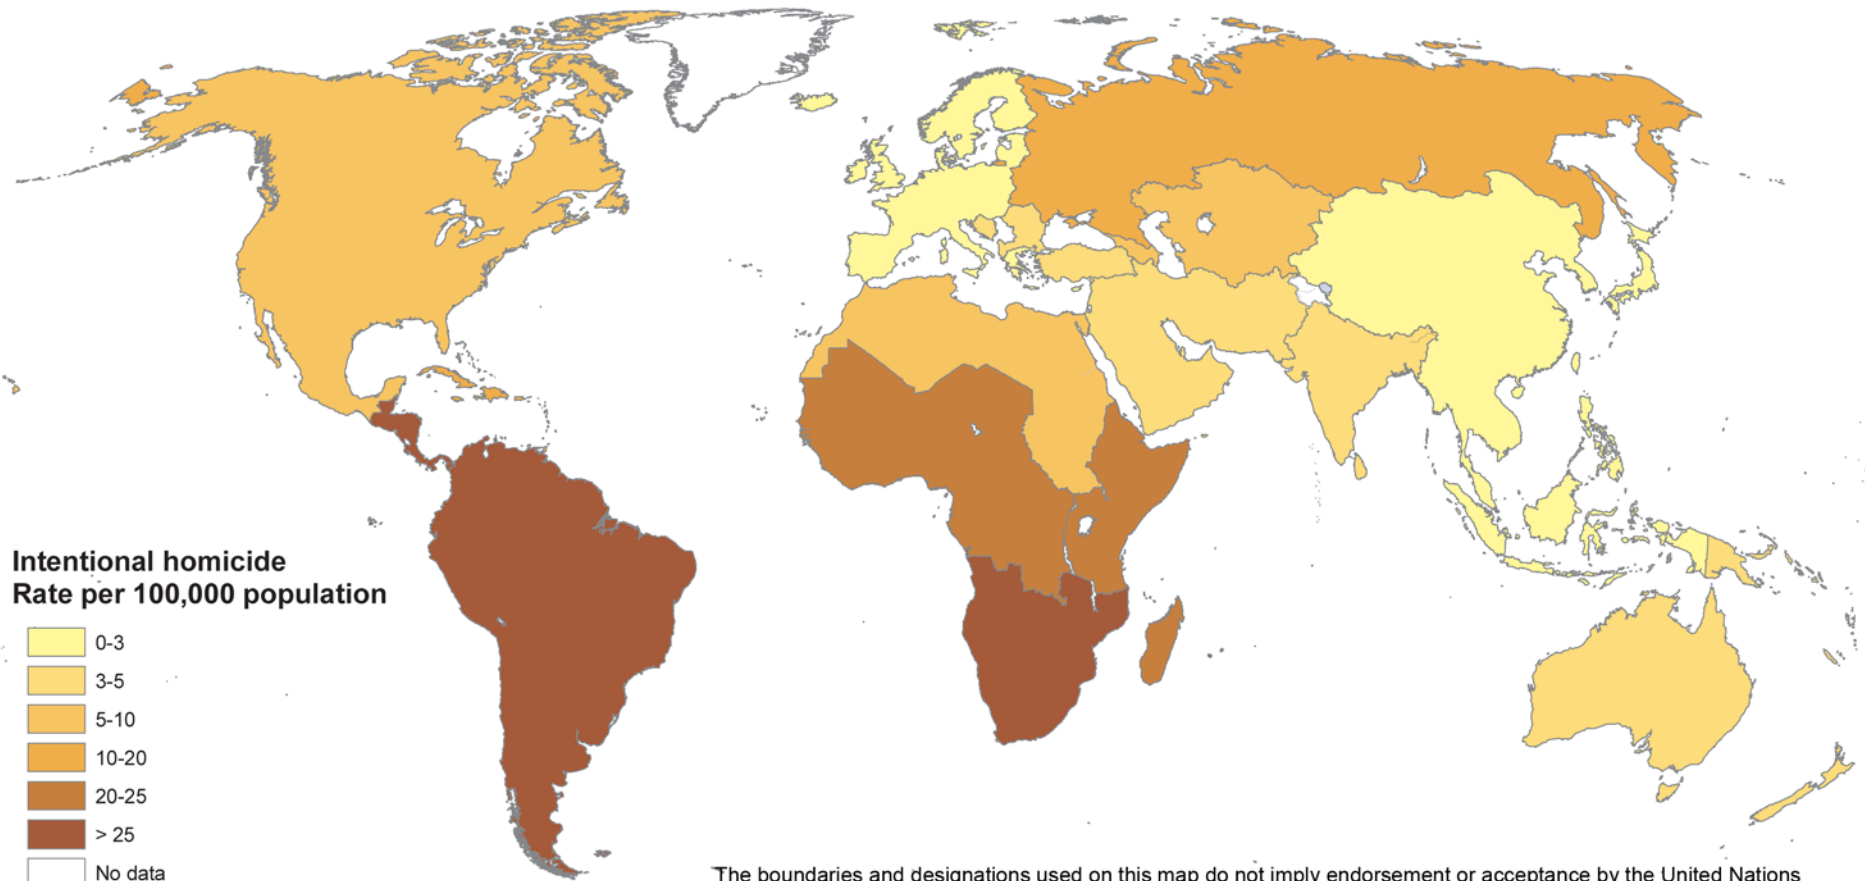 Intentional homicide
Rate per 100,000 population
0-3
3-5
5-10
10-20
20-25
> 25
No data
The boundaries and designations used on this map do not imply endorsement or acceptance by the United Nations